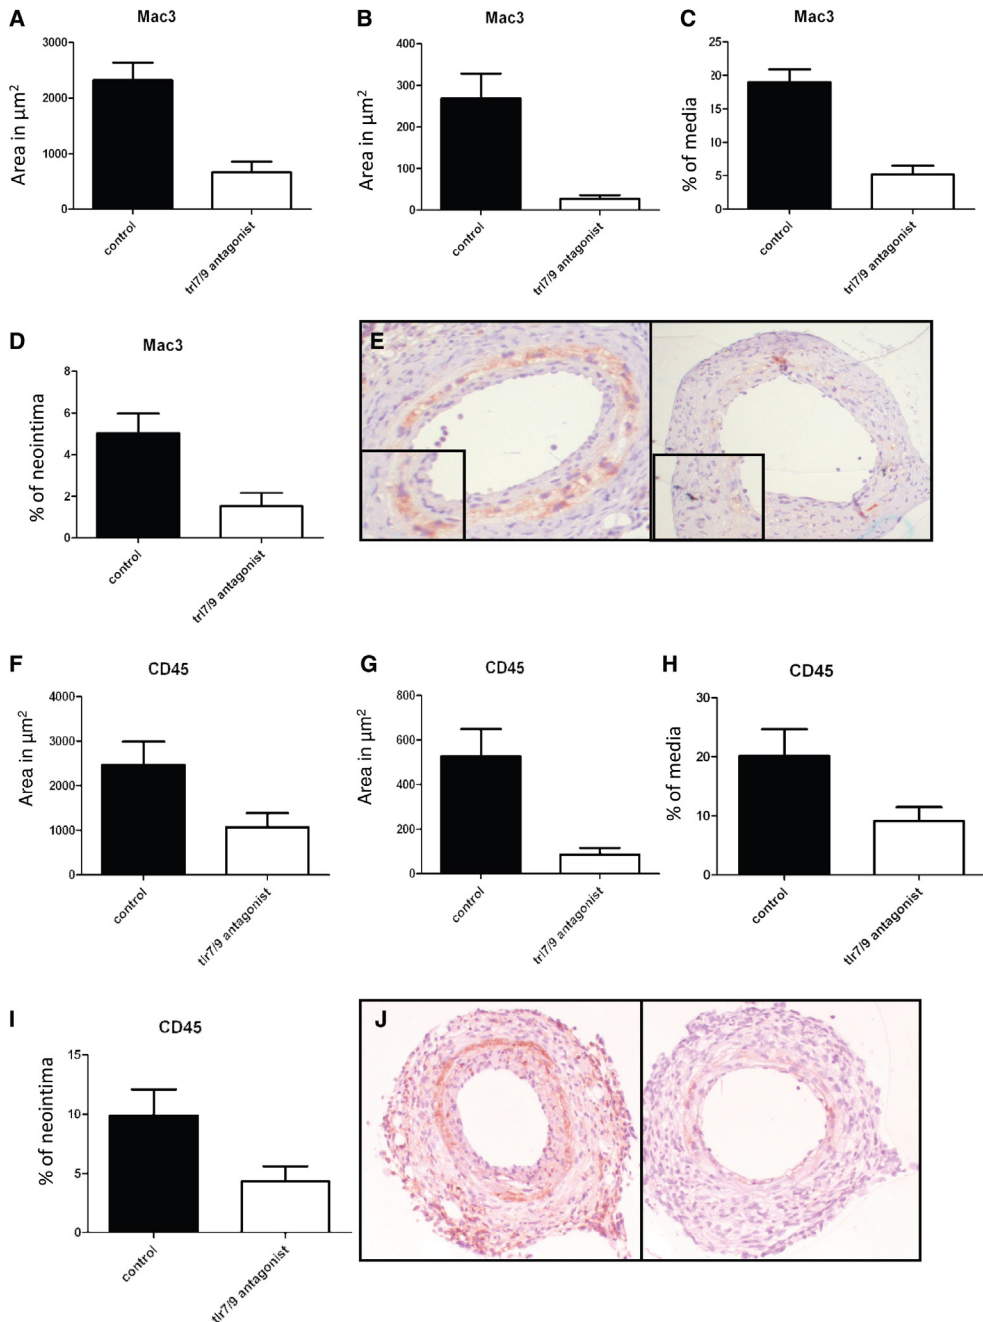 A
Mac3
Area in µm2
3000
2000
1000
0
control
trl7/9 antagonist
B
Mac3
Area in µm2
400
300
200
100
0
control
trl7/9 antagonist
C
Mac3
% of media
25
20
15
10
5
0
control
trl7/9 antagonist
D
Mac3
% of neointima
8
6
4
2
0
control
trl7/9 antagonist
E
F
CD45
Area in µm2
4000
3000
2000
1000
0
control
tlr7/9 antagonist
G
CD45
Area in µm2
800
600
400
200
0
control
trl7/9 antagonist
H
CD45
% of media
30
20
10
0
control
tlr7/9 antagonist
I
CD45
% of neointima
15
10
5
0
control
tlr7/9 antagonist
J